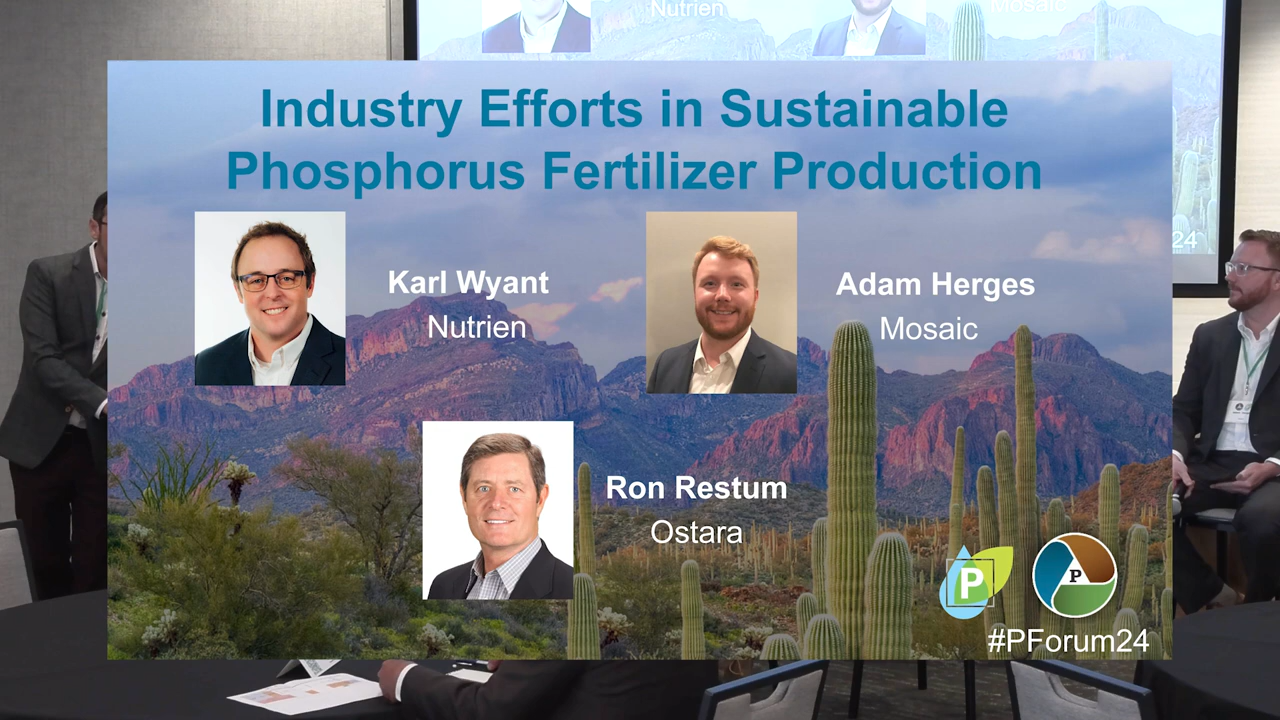 Nutrien
Mosaic
Industry Efforts in Sustainable
Phosphorus Fertilizer Production
Karl Wyant
Nutrien
Adam Herges
Mosaic
Ron Restum
Ostara
P
P
#PForum24
24